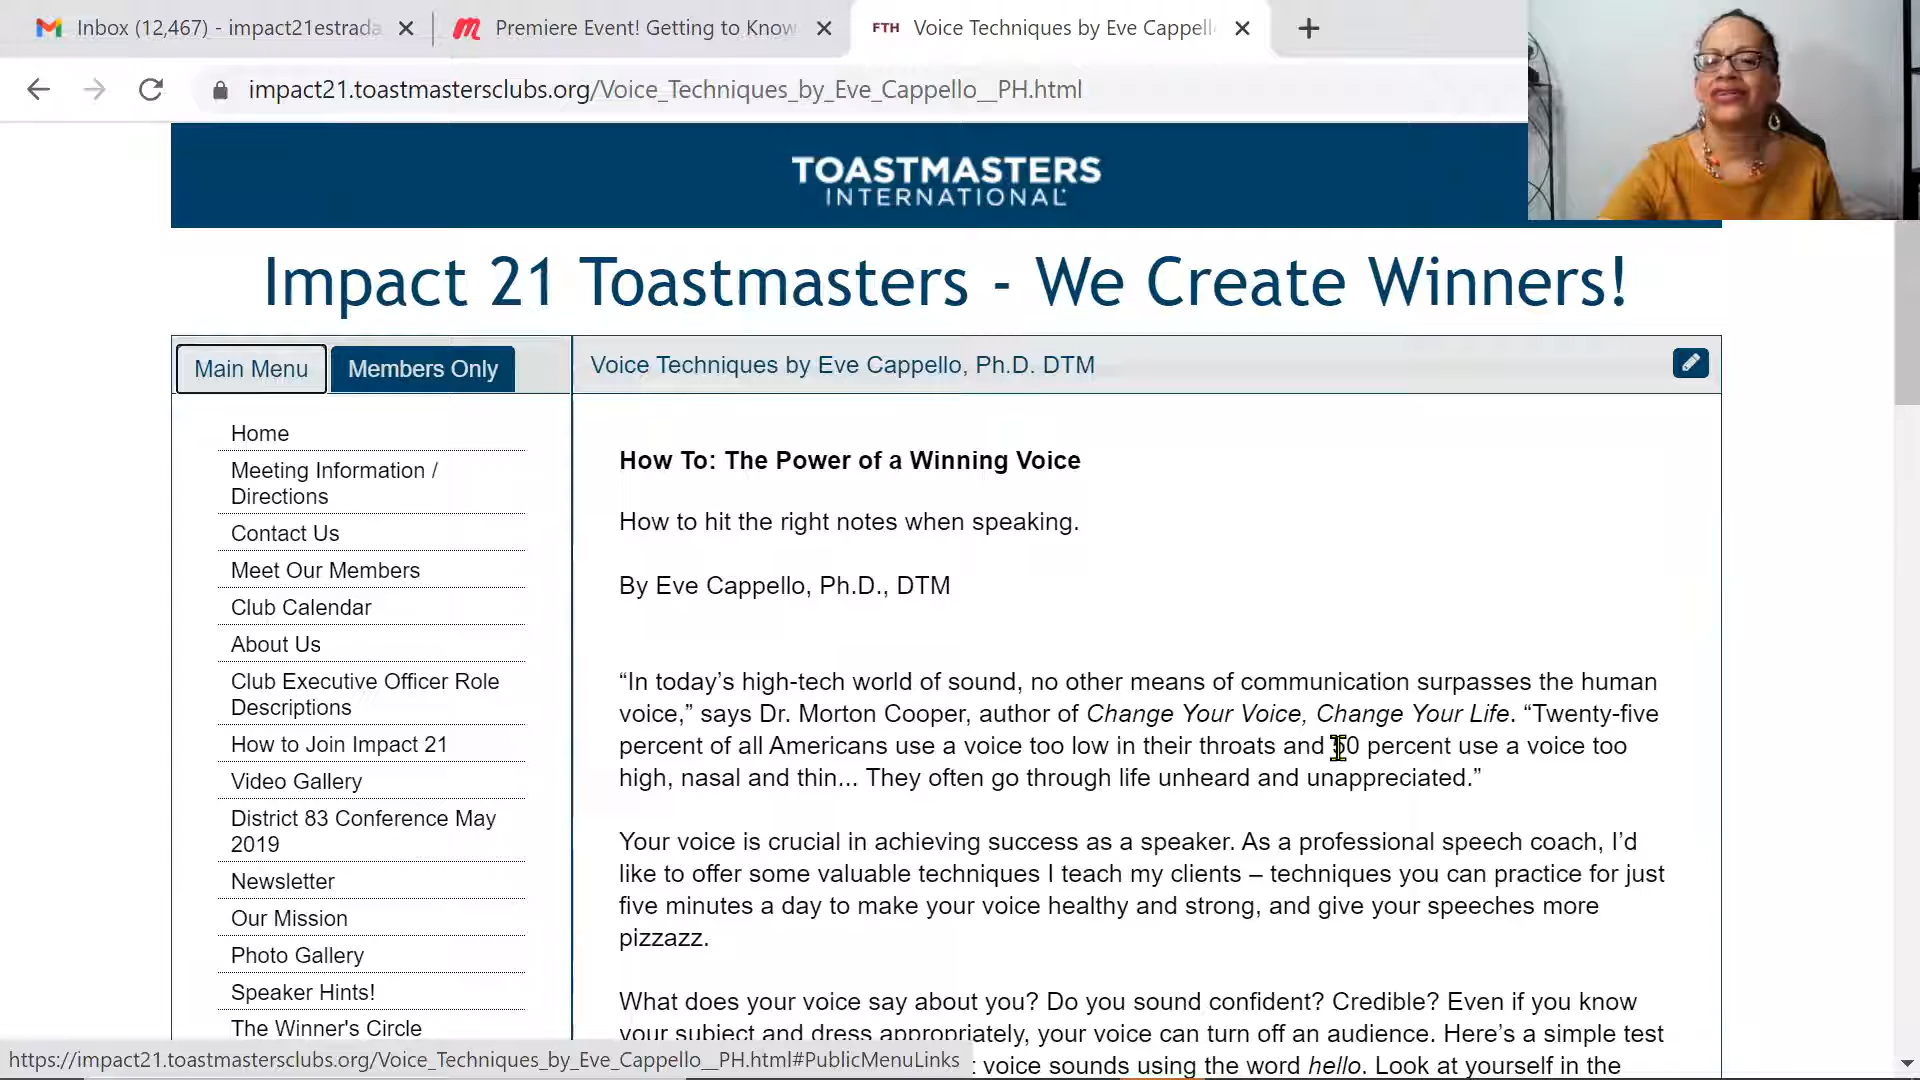 Inbox (12,467) - impact21estrada
Premiere Event! Getting to Know
FTH Voice Techniques by Eve Cappell
impact21.toastmastersclubs.org/Voice_Techniques_by_Eve_Cappello__PH.html
TOASTMASTERS
INTERNATIONAL
Impact 21 Toastmasters - We Create Winners!
Main Menu
Members Only
Home
Meeting Information /
Directions
Contact Us
Meet Our Members
Club Calendar
About Us
Club Executive Officer Role
Descriptions
How to Join Impact 21
Video Gallery
District 83 Conference May
2019
Newsletter
Our Mission
Photo Gallery
Speaker Hints!
The Winner's Circle
Voice Techniques by Eve Cappello, Ph.D. DTM
How To: The Power of a Winning Voice
How to hit the right notes when speaking.
By Eve Cappello, Ph.D., DTM
“In today’s high-tech world of sound, no other means of communication surpasses the human
voice,” says Dr. Morton Cooper, author of Change Your Voice, Change Your Life. “Twenty-five
percent of all Americans use a voice too low in their throats and percent use a voice too
high, nasal and thin... They often go through life unheard and unappreciated.”
Your voice is crucial in achieving success as a speaker. As a professional speech coach, I’d
like to offer some valuable techniques I teach my clients – techniques you can practice for just
five minutes a day to make your voice healthy and strong, and give your speeches more
pizzazz.
What does your voice say about you? Do you sound confident? Credible? Even if you know
your subject and dress appropriately, your voice can turn off an audience. Here’s a simple test
voice sounds using the word hello. Look at yourself in the
https://impact21.toastmastersclubs.org/Voice_Techniques_by_Eve_Cappello__PH.html#PublicMenuLinks